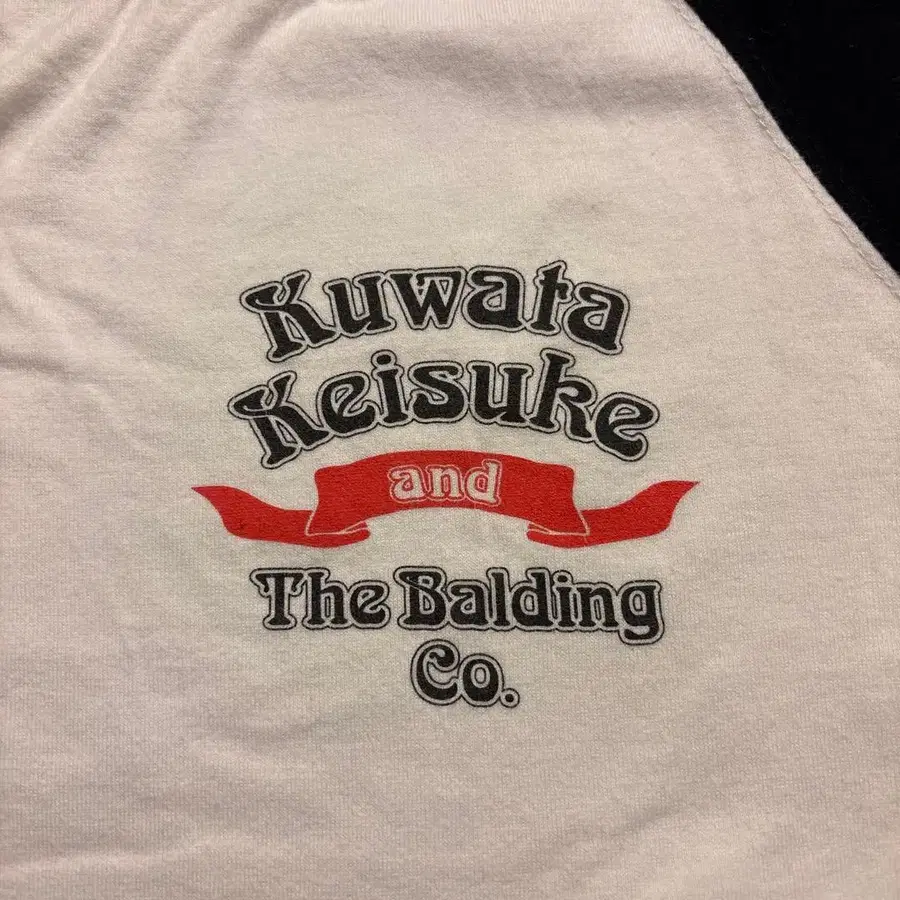 Kuwata
Keisuke
and
The Balding
Co.